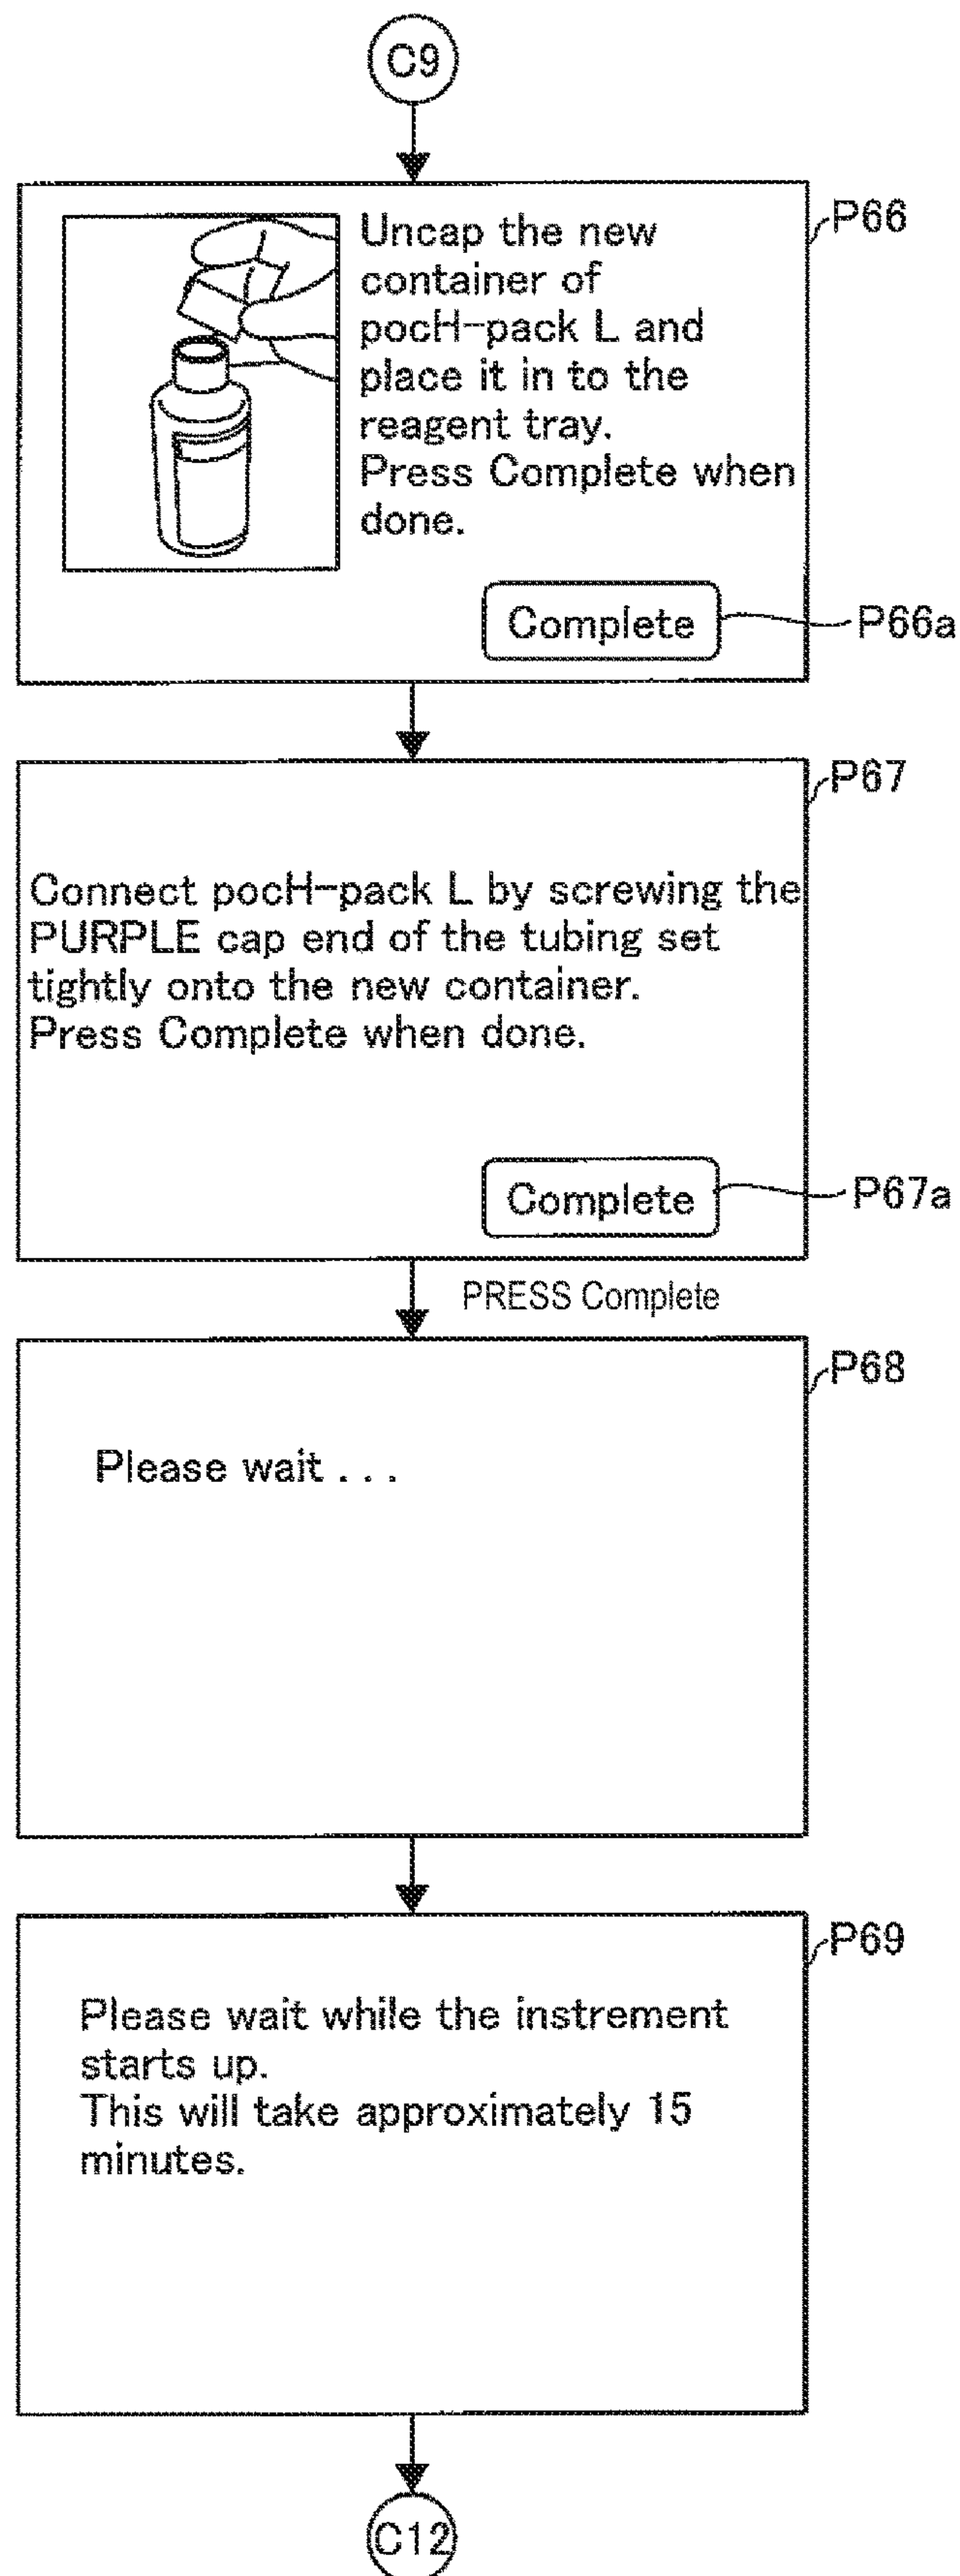 C9
P66
Uncap the new
container of
pocH-pack L and
place it in to the
reagent tray.
Press Complete when
done.
Complete
P66a
P67
Connect pocH-pack L by screwing the
PURPLE cap end of the tubing set
tightly onto the new container.
Press Complete when done.
Complete
P67a
PRESS Complete
P68
Please wait . . .
P69
Please wait while the instrement
starts up.
This will take approximately 15
minutes.
C12